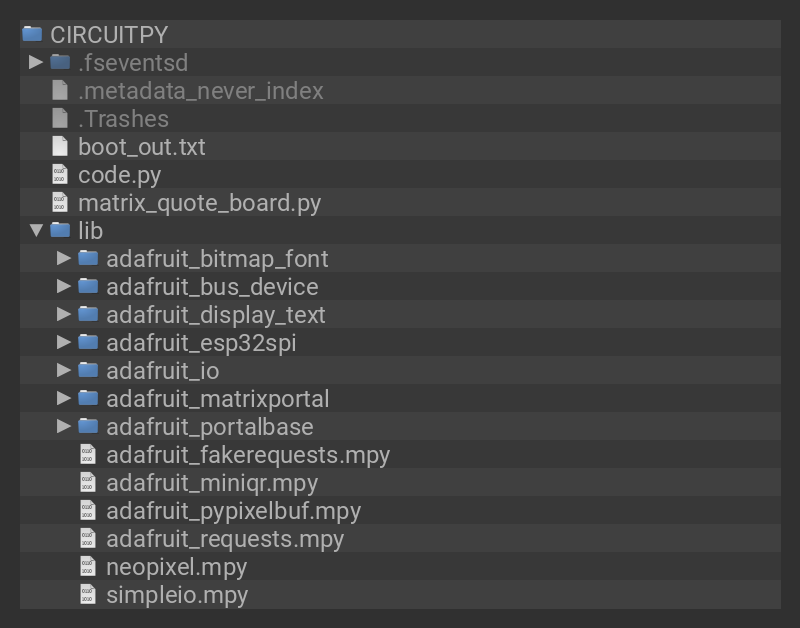 CIRCUITPY
.fseventsd
.metadata_never_index
.Trashes
boot_out.txt
code.py
matrix_quote_board.py
lib
adafruit_bitmap_font
adafruit_bus_device
adafruit_display_text
adafruit_esp32spi
adafruit_io
adafruit_matrixportal
adafruit_portalbase
adafruit_fakerequests.mpy
adafruit_miniqr.mpy
adafruit_pypixelbuf.mpy
adafruit_requests.mpy
neopixel.mpy
simpleio.mpy